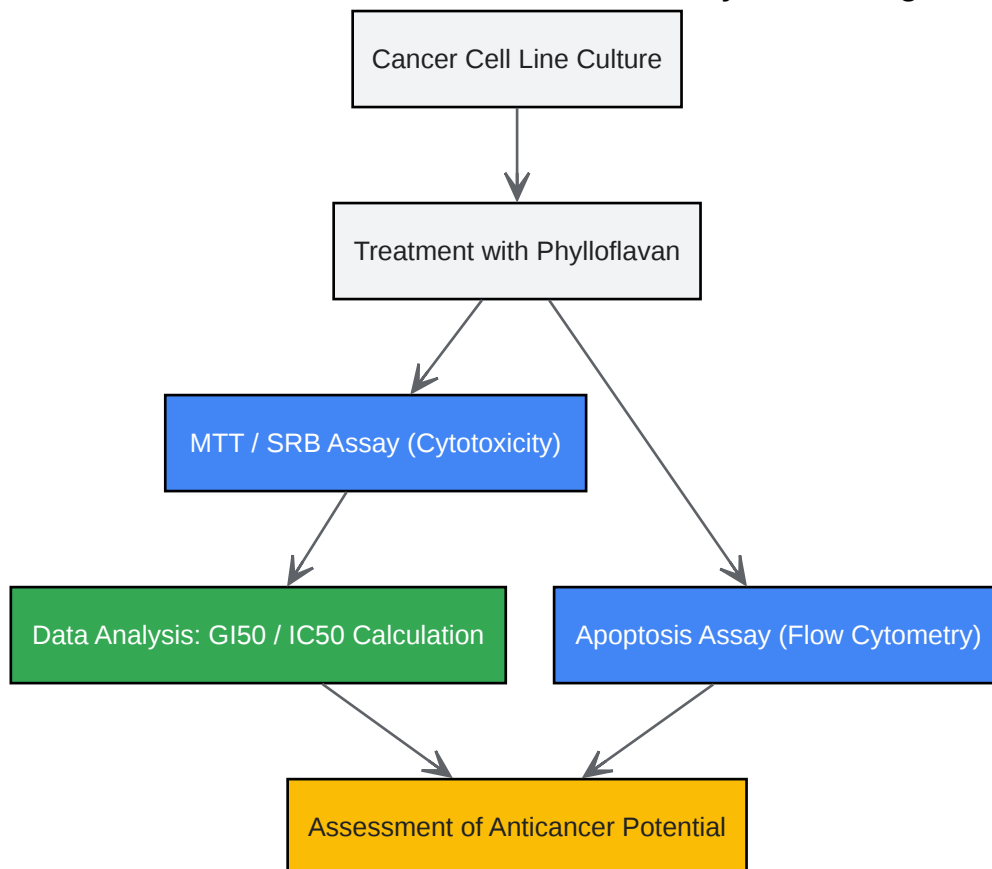 Cancer Cell Line Culture
Treatment with Phylloflavan
MTT / SRB Assay (Cytotoxicity)
Data Analysis: GI50 / IC50 Calculation
Apoptosis Assay (Flow Cytometry)
Assessment of Anticancer Potential